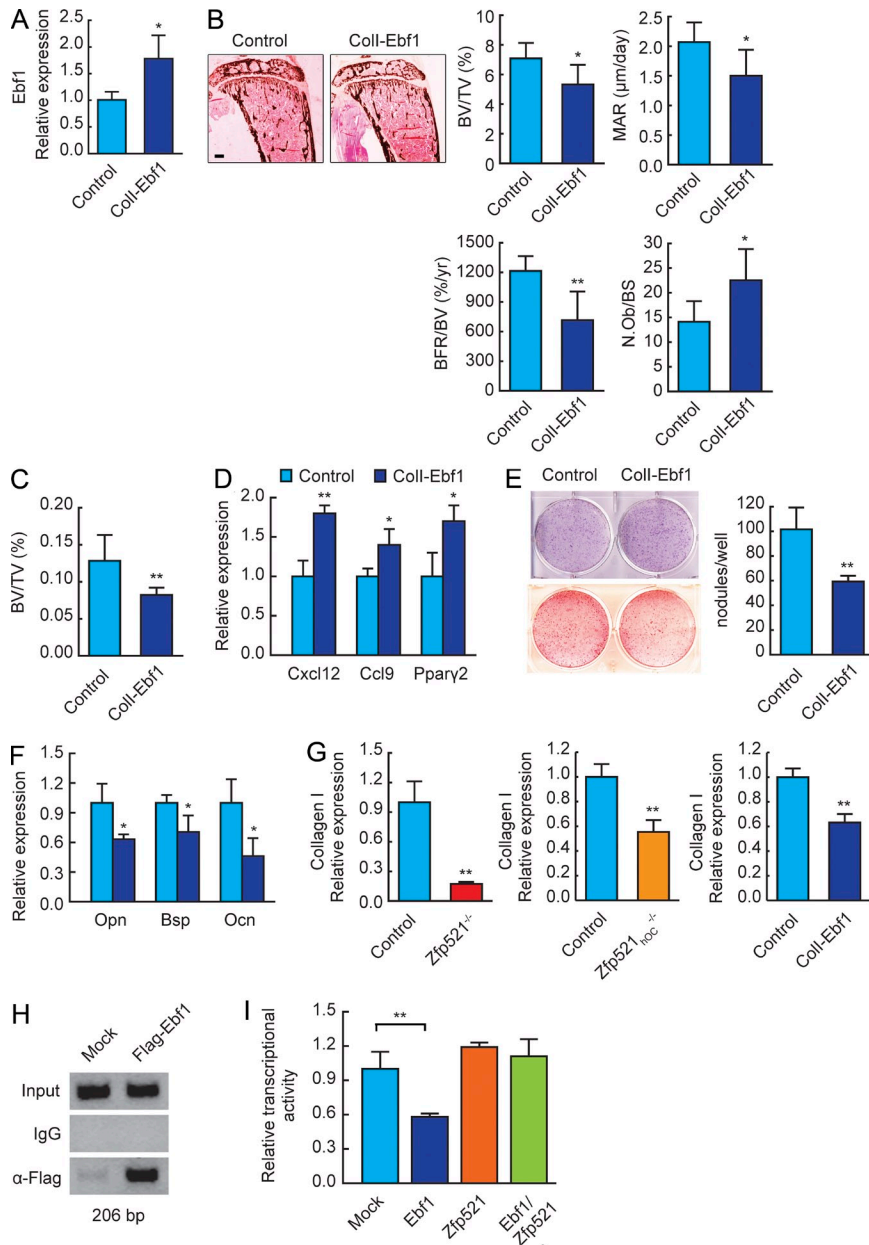 A
Ebf1
Relative expression
2.5
2.0
1.5
1.0
0.5
0.0
*
Control
ColI-Ebf1
B
Control
ColI-Ebf1
BV/TV (%)
10
8
6
4
2
0
*
Control
ColI-Ebf1
MAR (µm/day)
2.5
2.0
1.5
1.0
0.5
0.0
*
Control
ColI-Ebf1
BFR/BV (%/yr)
1500
1200
900
600
300
0
**
Control
ColI-Ebf1
N.Ob/BS
30
25
20
15
10
5
0
*
Control
ColI-Ebf1
C
BV/TV (%)
0.20
0.15
0.10
0.05
0.00
**
Control
ColI-Ebf1
D
Control
ColI-Ebf1
Relative expression
2.0
1.5
1.0
0.5
0.0
**
*
*
Cxcl12
Ccl9
Pparγ2
E
Control
ColI-Ebf1
nodules/well
120
100
80
60
40
20
0
**
Control
ColI-Ebf1
F
Relative expression
1.5
1.2
0.9
0.6
0.3
0.0
*
*
*
Opn
Bsp
Ocn
G
Collagen I
Relative expression
1.5
1.2
0.9
0.6
0.3
0.0
**
Control
Zfp521-/-
Collagen I
Relative expression
1.2
1.0
0.8
0.6
0.4
0.2
0.0
**
Control
Zfp521hOC-/-
Collagen I
Relative expression
1.2
1.0
0.8
0.6
0.4
0.2
0.0
**
Control
ColI-Ebf1
H
Mock
Flag-Ebf1
Input
IgG
α-Flag
206 bp
I
Relative transcriptional
activity
1.5
1.2
0.9
0.6
0.3
0.0
**
Mock
Ebf1
Zfp521
Ebf1/
Zfp521